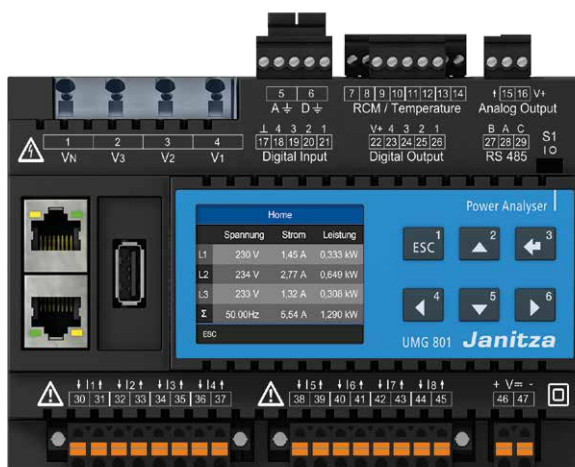 5 6
A ⏚ D ⏚
7 8 9 10 11 12 13 14
RCM / Temperature
15 16 V+
Analog Output
1 2 3 4
VN V3 V2 V1
⊥ 4 3 2 1
17 18 19 20 21
Digital Input
V+ 4 3 2 1
22 23 24 25 26
Digital Output
B A C
27 28 29
RS 485
S1
I O
Power Analyser
Home
Spannung Strom Leistung
L1 230 V 1,45 A 0,333 kW
L2 234 V 2,77 A 0,649 kW
L3 233 V 1,32 A 0,308 kW
Σ 50.00Hz 5,54 A 1,290 kW
ESC
ESC 1 2 3
4 5 6
UMG 801 Janitza
I1 I2 I3 I4
30 31 32 33 34 35 36 37
I5 I6 I7 I8
38 39 40 41 42 43 44 45
+ V⎓ -
46 47